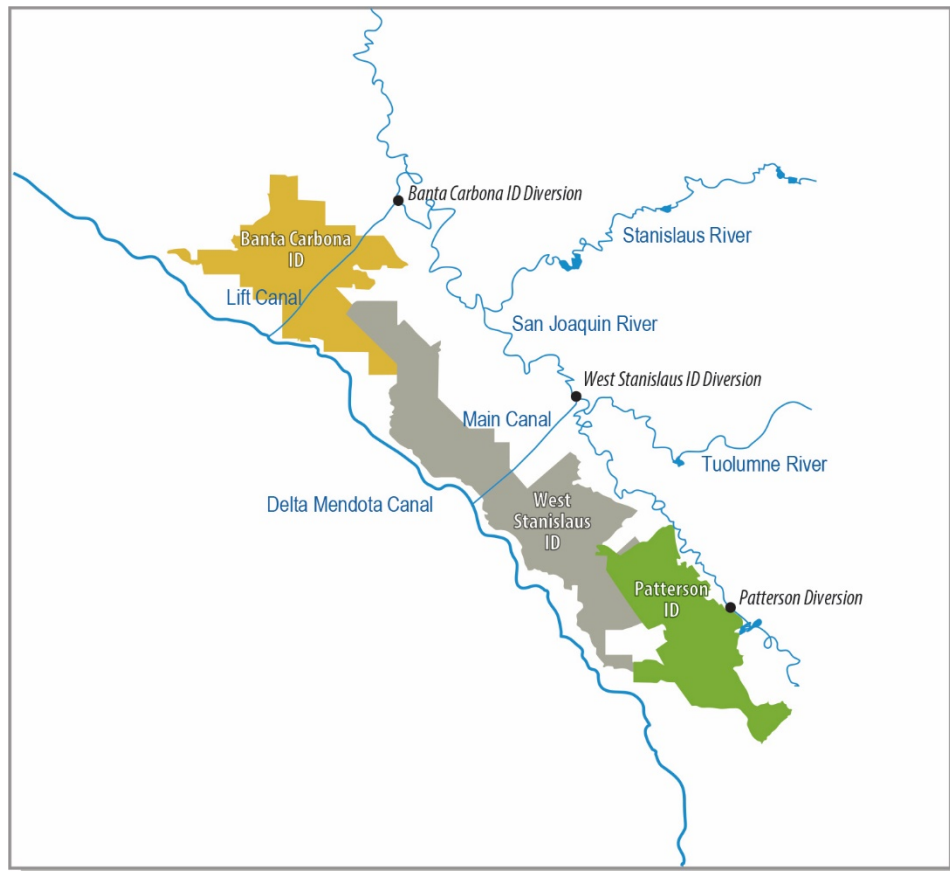 Banta Carbona ID Diversion
Stanislaus River
Banta Carbona
ID
Lift Canal
San Joaquin River
West Stanislaus ID Diversion
Main Canal
Tuolumne River
Delta Mendota Canal
West
Stanislaus
ID
Patterson
ID
Patterson Diversion